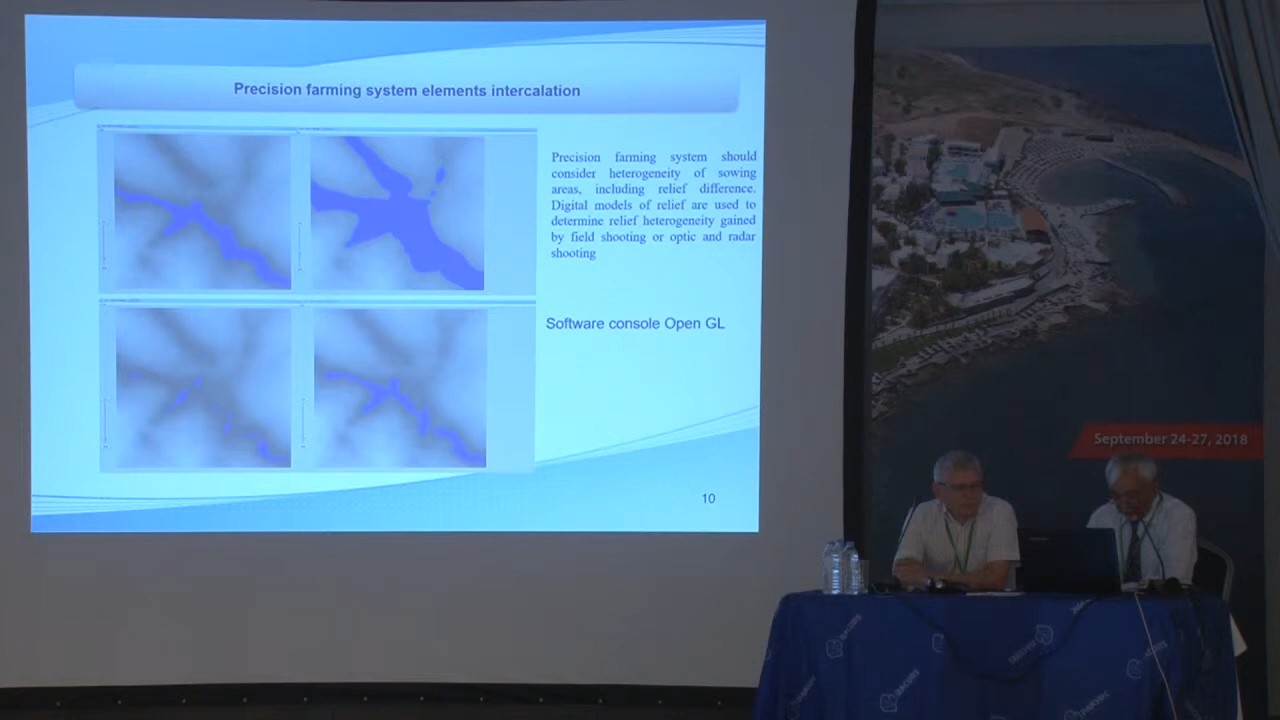 Precision farming system elements intercalation
Precision farming system should
consider heterogeneity of sowing
areas, including relief difference.
Digital models of relief are used to
determine relief heterogeneity gained
by field shooting or optic and radar
shooting
Software console Open GL
10
September 24-27, 2018
RACURS
RACURS